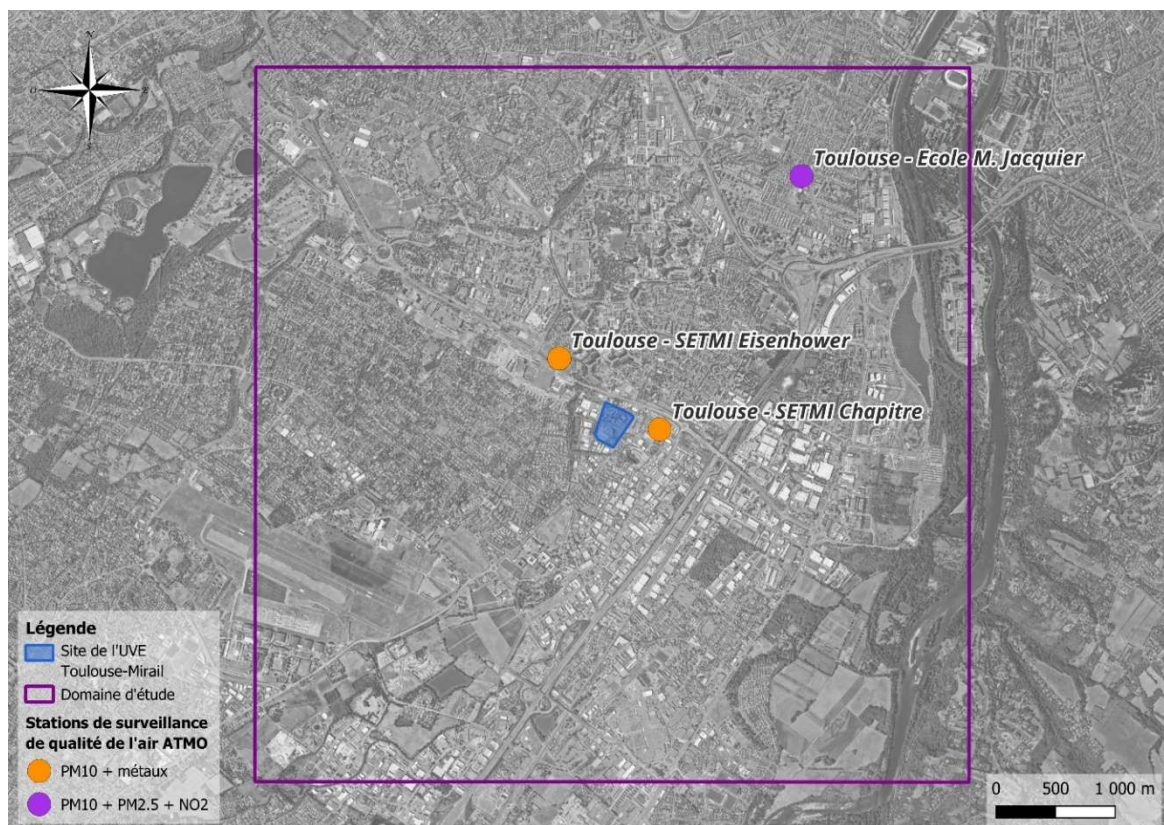 N
O
E
S
Toulouse - Ecole M. Jacquier
Toulouse - SETMI Eisenhower
Toulouse - SETMI Chapitre
Légende
Site de l'UVE
Toulouse-Mirail
Domaine d'étude
Stations de surveillance
de qualité de l'air ATMO
PM10 + métaux
PM10 + PM2.5 + NO2
0 500 1 000 m